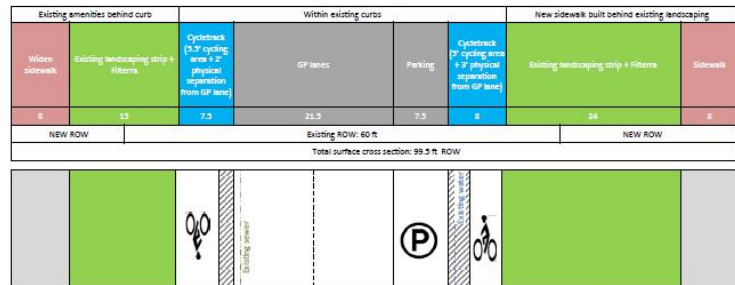 Existing amenities behind curb
Within existing curbs
New sidewalk built behind existing landscaping
Widen
sidewalk
Existing landscaping strip +
Filterra
Cycletrack
(5.5' cycling
area + 2'
physical
separation
from GP lane)
GP lanes
Parking
Cycletrack
(5' cycling area
+ 3' physical
separation
from GP lane)
Existing landscaping strip + Filterra
Sidewalk
8
15
7.5
21.5
7.5
8
24
8
NEW ROW
Existing ROW: 60 ft
NEW ROW
Total surface cross section: 99.5 ft ROW
Existing sewer
P
Existing water